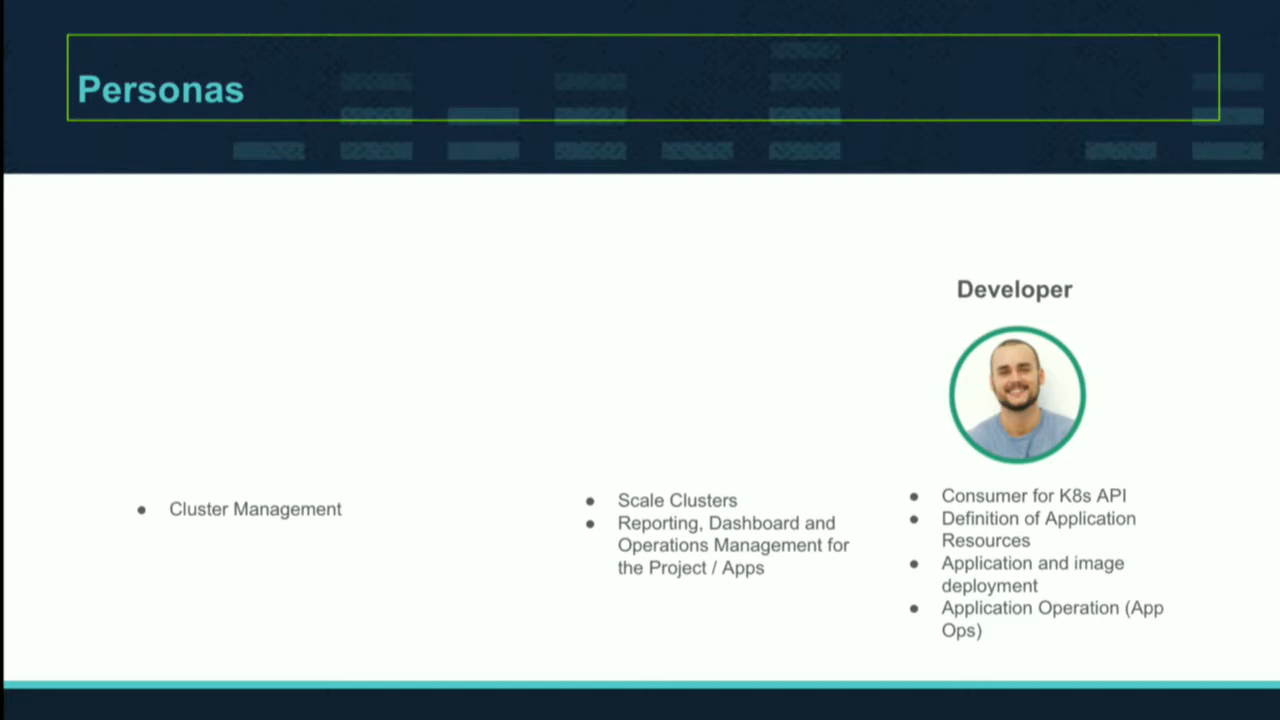 Personas
Cluster Management
Scale Clusters
Reporting, Dashboard and
Operations Management for
the Project / Apps
Developer
Consumer for K8s API
Definition of Application
Resources
Application and image
deployment
Application Operation (App
Ops)